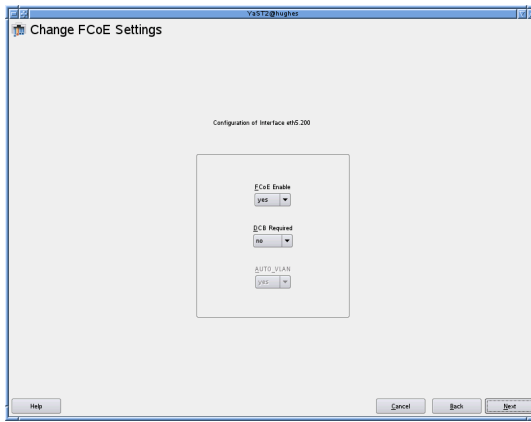 YaST2@hughes
Change FCoE Settings
Configuration of Interface eth5.200
FCoE Enable
yes
DCB Required
no
AUTO_VLAN
yes
Help
Cancel
Back
Next